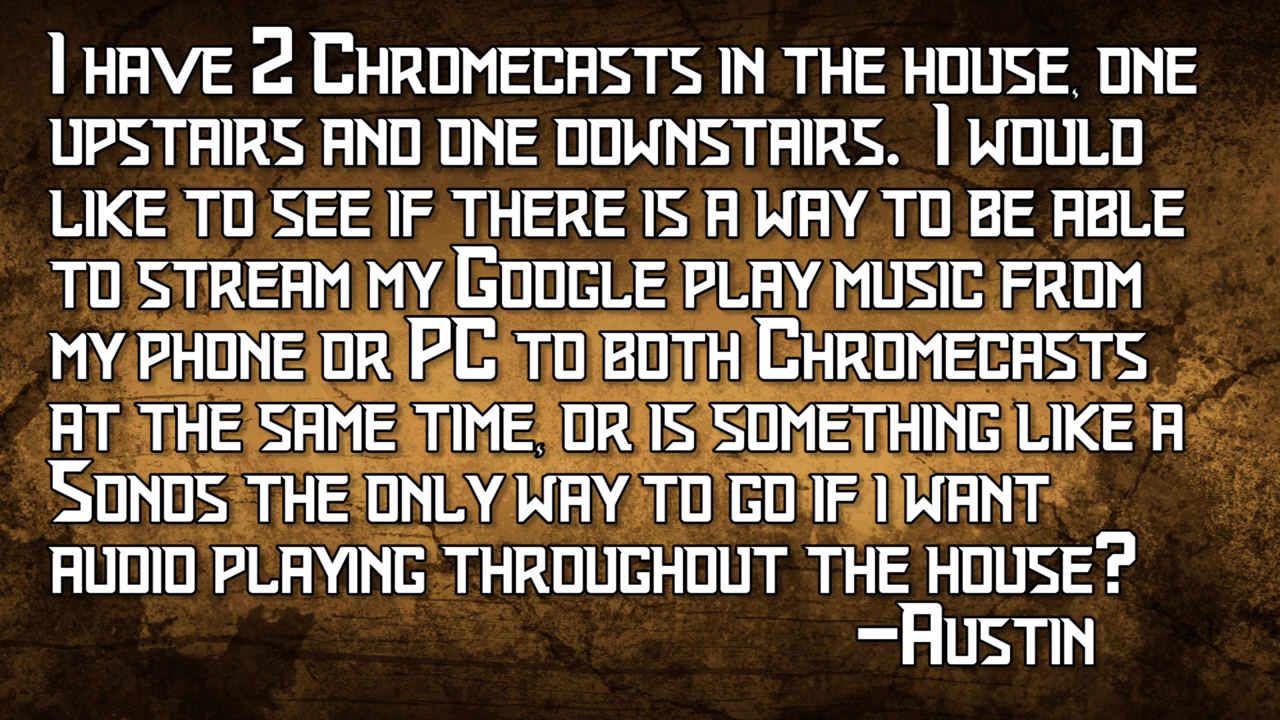 I have 2 Chromecasts in the house, one
upstairs and one downstairs. I would
like to see if there is a way to be able
to stream my Google play music from
my phone or PC to both Chromecasts
at the same time, or is something like a
Sonos the only way to go if i want
audio playing throughout the house?
-Austin